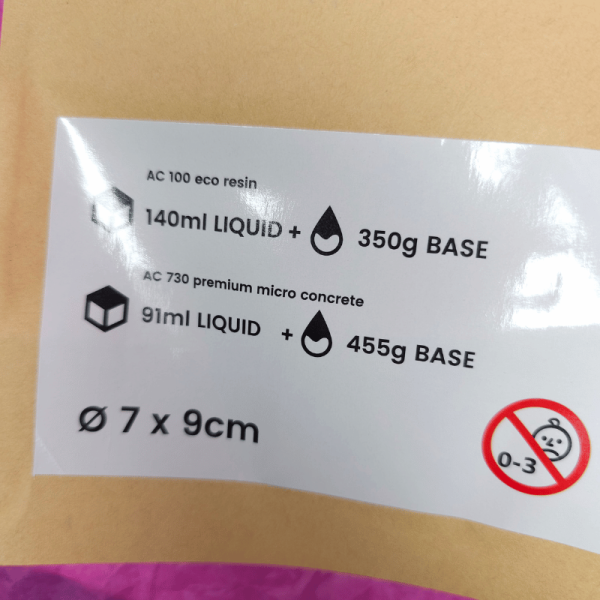 AC 100 eco resin
140ml LIQUID + 350g BASE
AC 730 premium micro concrete
91ml LIQUID + 455g BASE
Ø 7 x 9cm
0-3